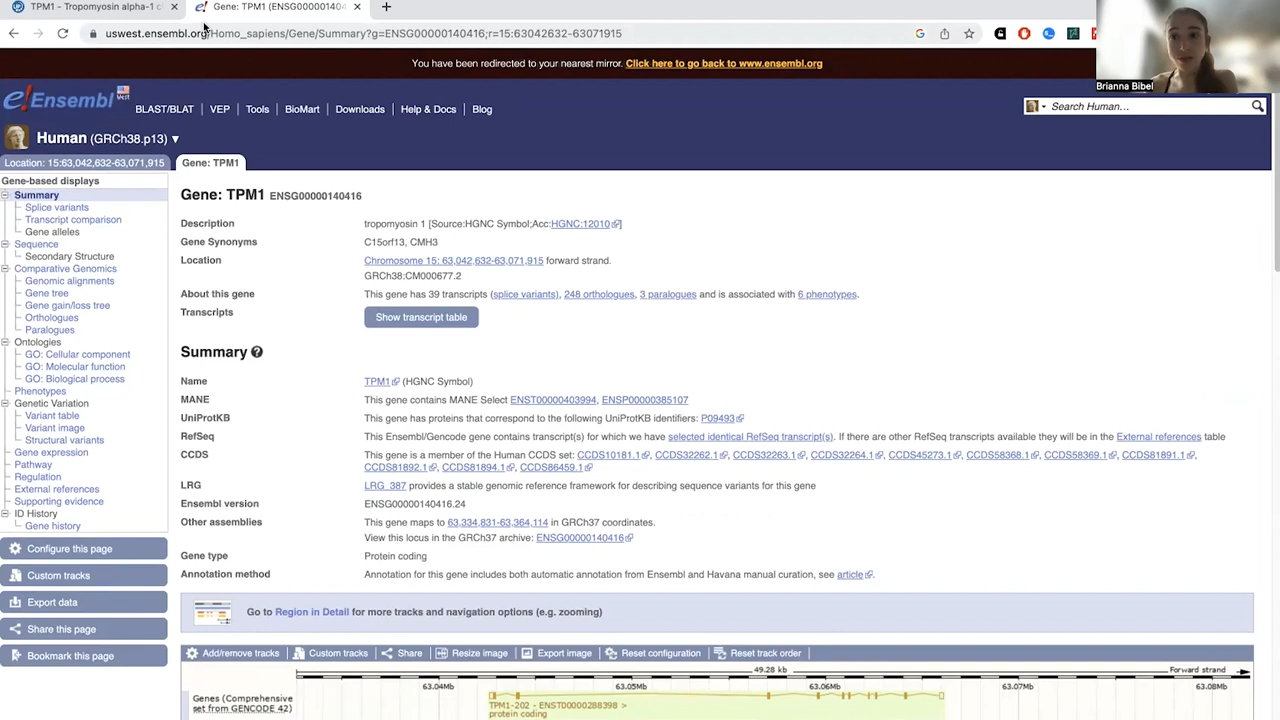 TPM1 - Tropomyosin alpha-1 c
Gene: TPM1 (ENSG00000140416
uswest.ensembl.org/Homo_sapiens/Gene/Summary?g=ENSG00000140416;r=15:63042632-63071915
Brianna Bibel
You have been redirected to your nearest mirror. Click here to go back to www.ensembl.org
e!Ensembl
BLAST/BLAT VEP Tools BioMart Downloads Help & Docs Blog
Search Human...
Human (GRCh38.p13) ▼
Location: 15:63,042,632-63,071,915
Gene: TPM1
Gene-based displays
Summary
Splice variants
Transcript comparison
Gene alleles
Sequence
Secondary Structure
Comparative Genomics
Genomic alignments
Gene tree
Gene gain/loss tree
Orthologues
Paralogues
Ontologies
GO: Cellular component
GO: Molecular function
GO: Biological process
Phenotypes
Genetic Variation
Variant table
Variant image
Structural variants
Gene expression
Pathway
Regulation
External references
Supporting evidence
ID History
Gene history
Configure this page
Custom tracks
Export data
Share this page
Bookmark this page
Gene: TPM1 ENSG00000140416
Description tropomyosin 1 [Source:HGNC Symbol;Acc:HGNC:12010]
Gene Synonyms C15orf13, CMH3
Location Chromosome 15: 63,042,632-63,071,915 forward strand.
GRCh38:CM000677.2
About this gene This gene has 39 transcripts (splice variants), 248 orthologues, 3 paralogues and is associated with 6 phenotypes.
Transcripts Show transcript table
Summary
Name TPM1 (HGNC Symbol)
MANE This gene contains MANE Select ENST00000403994, ENSP00000385107
UniProtKB This gene has proteins that correspond to the following UniProtKB identifiers: P09493
RefSeq This Ensembl/Gencode gene contains transcript(s) for which we have selected identical RefSeq transcript(s). If there are other RefSeq transcripts available they will be in the External references table
CCDS This gene is a member of the Human CCDS set: CCDS10181.1, CCDS32262.1, CCDS32263.1, CCDS32264.1, CCDS45273.1, CCDS58368.1, CCDS58369.1, CCDS81891.1,
CCDS81892.1, CCDS81894.1, CCDS86459.1
LRG LRG_387 provides a stable genomic reference framework for describing sequence variants for this gene
Ensembl version ENSG00000140416.24
Other assemblies This gene maps to 63,334,831-63,364,114 in GRCh37 coordinates.
View this locus in the GRCh37 archive: ENSG00000140416
Gene type Protein coding
Annotation method Annotation for this gene includes both automatic annotation from Ensembl and Havana manual curation, see article.
Go to Region in Detail for more tracks and navigation options (e.g. zooming)
Add/remove tracks Custom tracks Share Resize image Export image Reset configuration Reset track order
49.28 kb Forward strand
63.04Mb 63.05Mb 63.06Mb 63.07Mb 63.08Mb
Genes (Comprehensive
set from GENCODE 42)
TPM1-202 - ENST00000288398 >
protein coding